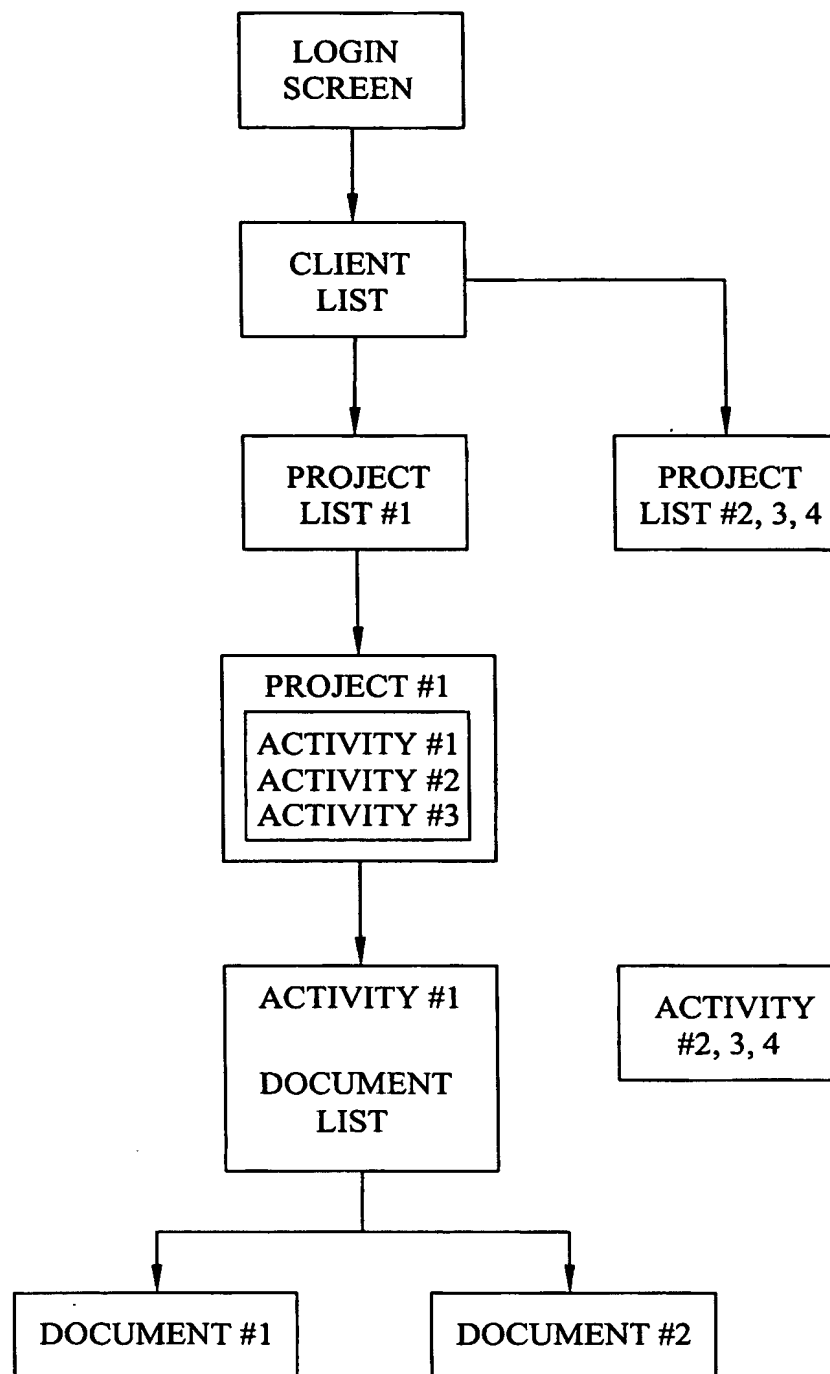 LOGIN
SCREEN
CLIENT
LIST
PROJECT
LIST #1
PROJECT
LIST #2, 3, 4
PROJECT #1
ACTIVITY #1
ACTIVITY #2
ACTIVITY #3
ACTIVITY #1
DOCUMENT
LIST
ACTIVITY
#2, 3, 4
DOCUMENT #1
DOCUMENT #2